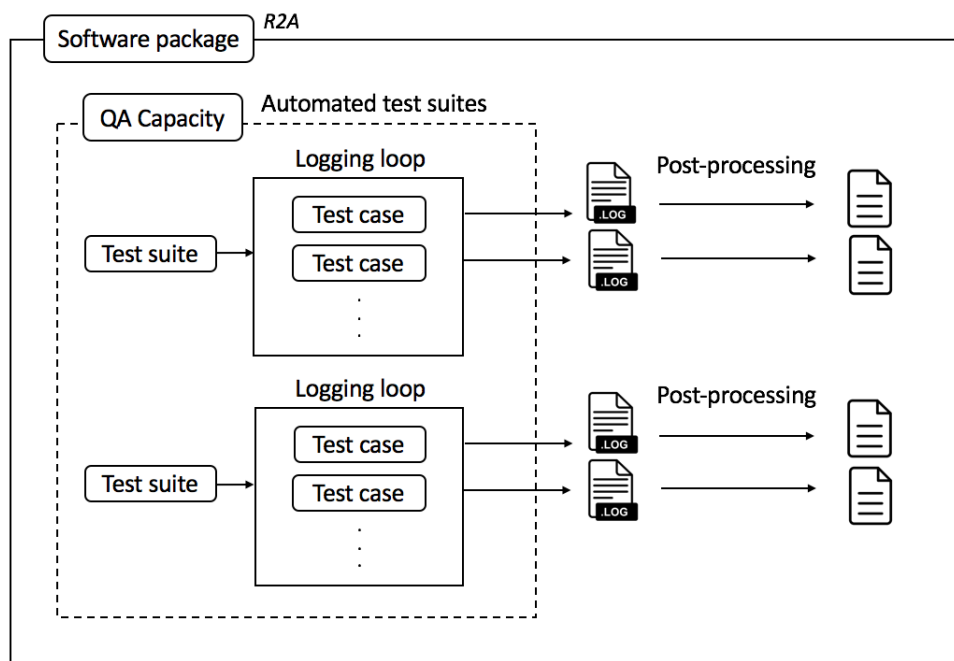 Software package
R2A
QA Capacity
Automated test suites
Logging loop
Test case
Test case
.
.
.
Test suite
.LOG
.LOG
Post-processing
Logging loop
Test case
Test case
.
.
.
Test suite
.LOG
.LOG
Post-processing